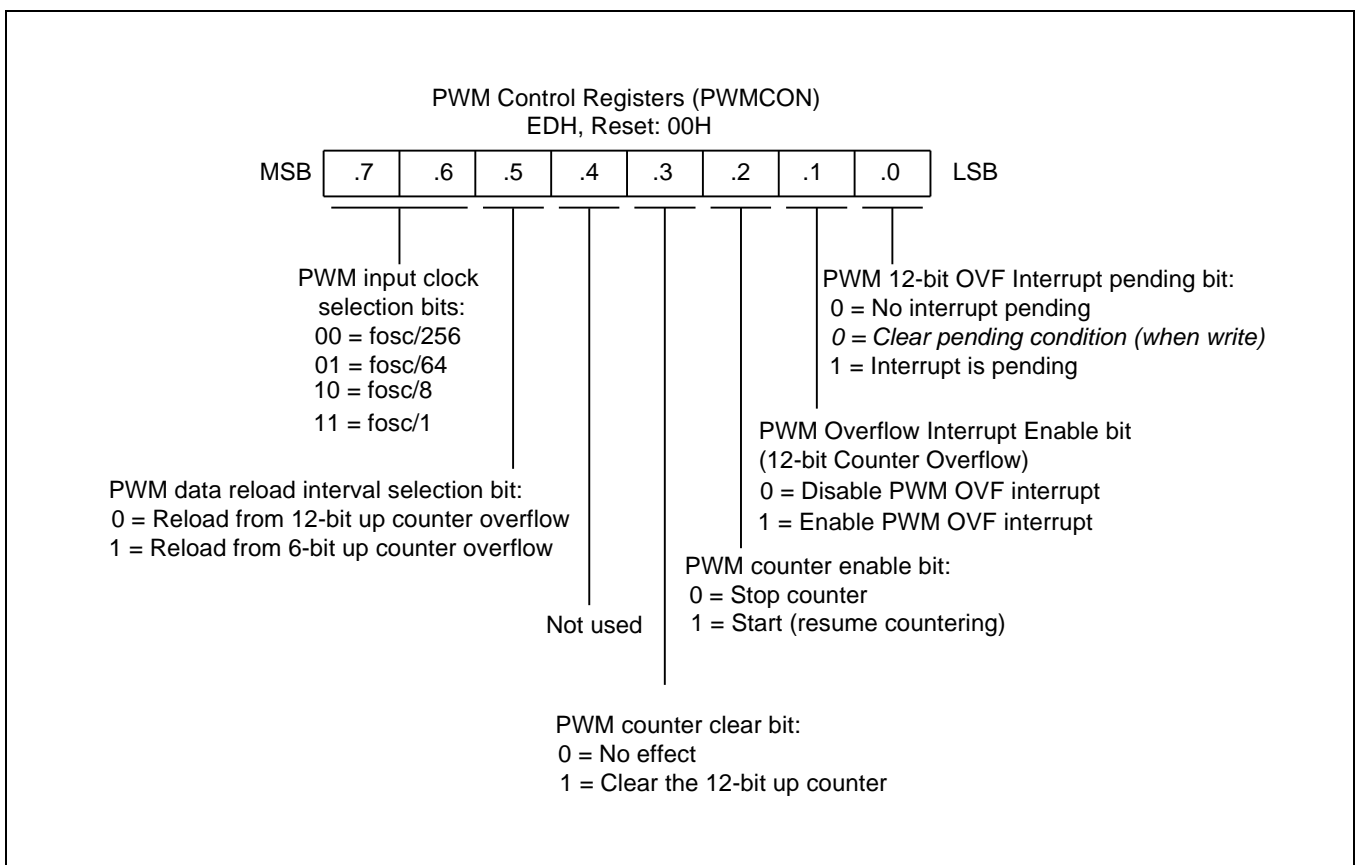 PWM Control Registers (PWMCON)
EDH, Reset: 00H
MSB .7 .6 .5 .4 .3 .2 .1 .0 LSB
PWM input clock
selection bits:
00 = fosc/256
01 = fosc/64
10 = fosc/8
11 = fosc/1
PWM 12-bit OVF Interrupt pending bit:
0 = No interrupt pending
0 = Clear pending condition (when write)
1 = Interrupt is pending
PWM Overflow Interrupt Enable bit
(12-bit Counter Overflow)
0 = Disable PWM OVF interrupt
1 = Enable PWM OVF interrupt
PWM data reload interval selection bit:
0 = Reload from 12-bit up counter overflow
1 = Reload from 6-bit up counter overflow
PWM counter enable bit:
0 = Stop counter
1 = Start (resume countering)
Not used
PWM counter clear bit:
0 = No effect
1 = Clear the 12-bit up counter